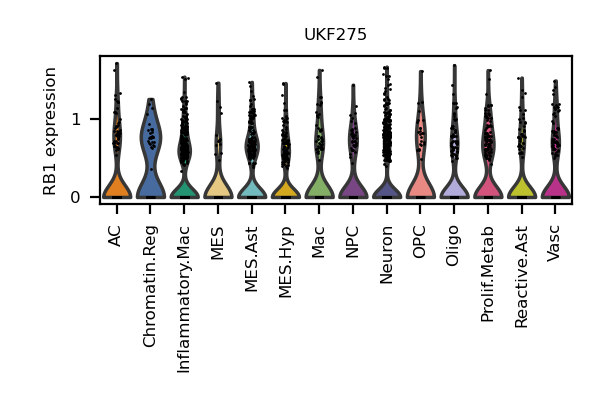 UKF275
RB1 expression
1
0
AC
Chromatin.Reg
Inflammatory.Mac
MES
MES.Ast
MES.Hyp
Mac
NPC
Neuron
OPC
Oligo
Prolif.Metab
Reactive.Ast
Vasc